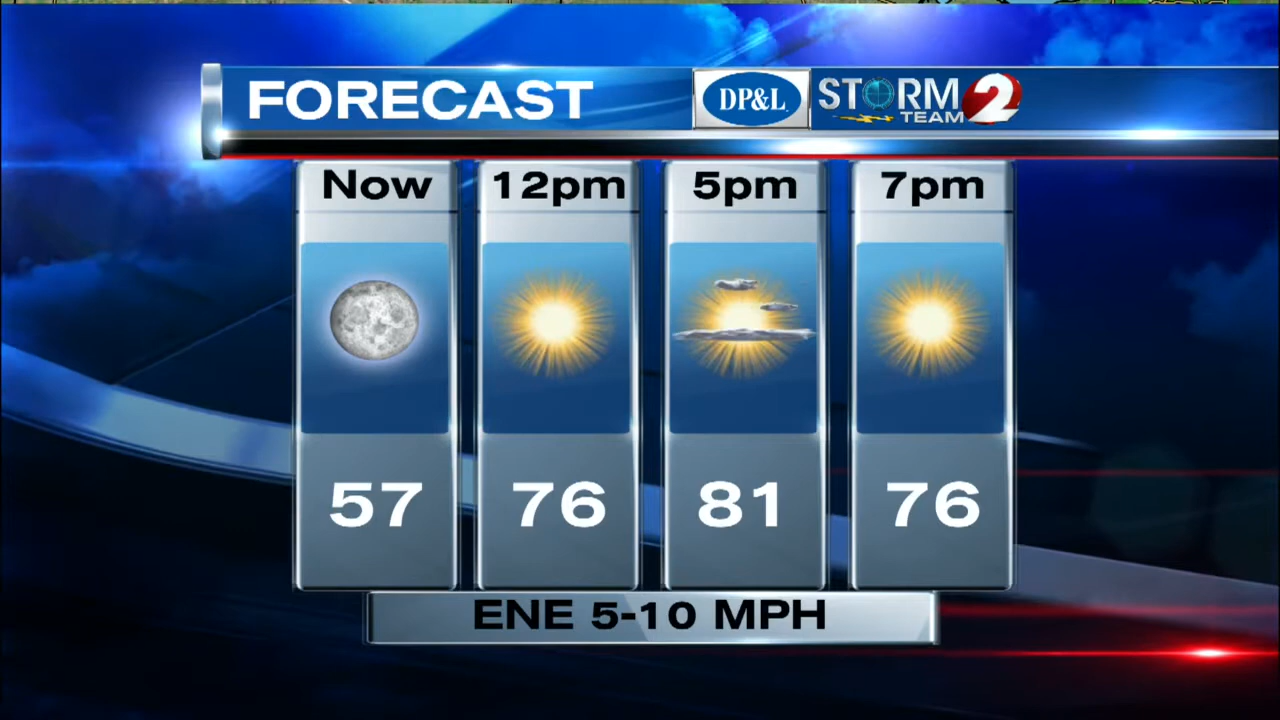 FORECAST
DP&L
STORM
TEAM 2
Now 12pm 5pm 7pm
57 76 81 76
ENE 5-10 MPH